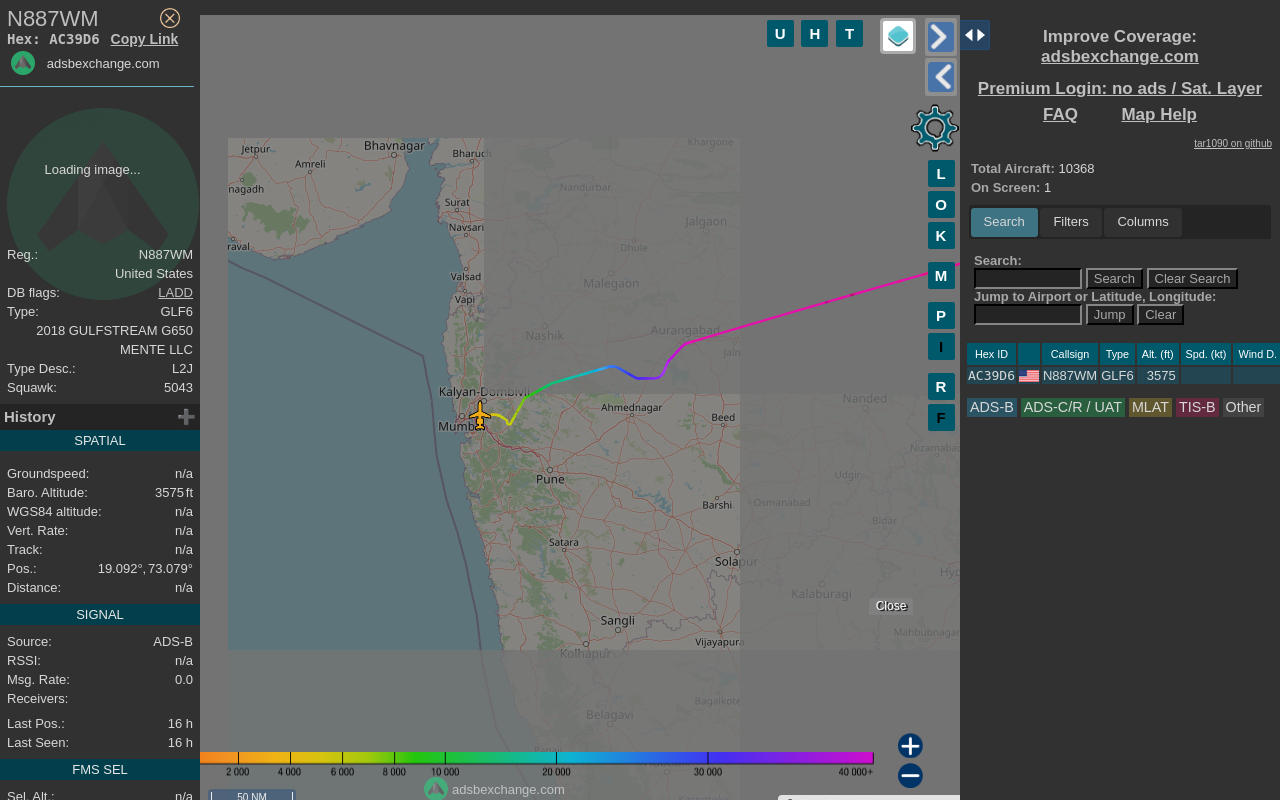 N887WM
Hex: AC39D6 Copy Link
adsbexchange.com
Loading image...
Reg.: N887WM
United States
DB flags: LADD
Type: GLF6
2018 GULFSTREAM G650
MENTE LLC
Type Desc.: L2J
Squawk: 5043
History
SPATIAL
Groundspeed: n/a
Baro. Altitude: 3575 ft
WGS84 altitude: n/a
Vert. Rate: n/a
Track: n/a
Pos.: 19.092°, 73.079°
Distance: n/a
SIGNAL
Source: ADS-B
RSSI: n/a
Msg. Rate: 0.0
Receivers:
Last Pos.: 16 h
Last Seen: 16 h
FMS SEL
Sel. Alt.: n/a
U H T
L
O
K
M
P
I
R
F
Jetpur
Bhavnagar
Bharuch
Khargone
Amreli
nagadh
Nandurbar
Surat
Jalgaon
Navsari
raval
Dhule
Valsad
Malegaon
Vapi
Nashik
Aurangabad
Jaln
Kalyan-Dombivli
Ahmednagar
Nanded
Beed
Mumbai
Nizamabad
Pune
Udgir
Barshi
Osmanabad
Bidar
Satara
Solapur
Hyd
Kalaburagi
Close
Sangli
Mahbubnagar
Vijayapura
Kolhapur
Bagalkote
Belagavi
Panaji
2 000 4 000 6 000 8 000 10 000 20 000 30 000 40 000+
adsbexchange.com
50 NM
Improve Coverage:
adsbexchange.com
Premium Login: no ads / Sat. Layer
FAQ Map Help
tar1090 on github
Total Aircraft: 10368
On Screen: 1
Search Filters Columns
Search:
Search Clear Search
Jump to Airport or Latitude, Longitude:
Jump Clear
Hex ID Callsign Type Alt. (ft) Spd. (kt) Wind D.
AC39D6 N887WM GLF6 3575
ADS-B ADS-C/R / UAT MLAT TIS-B Other